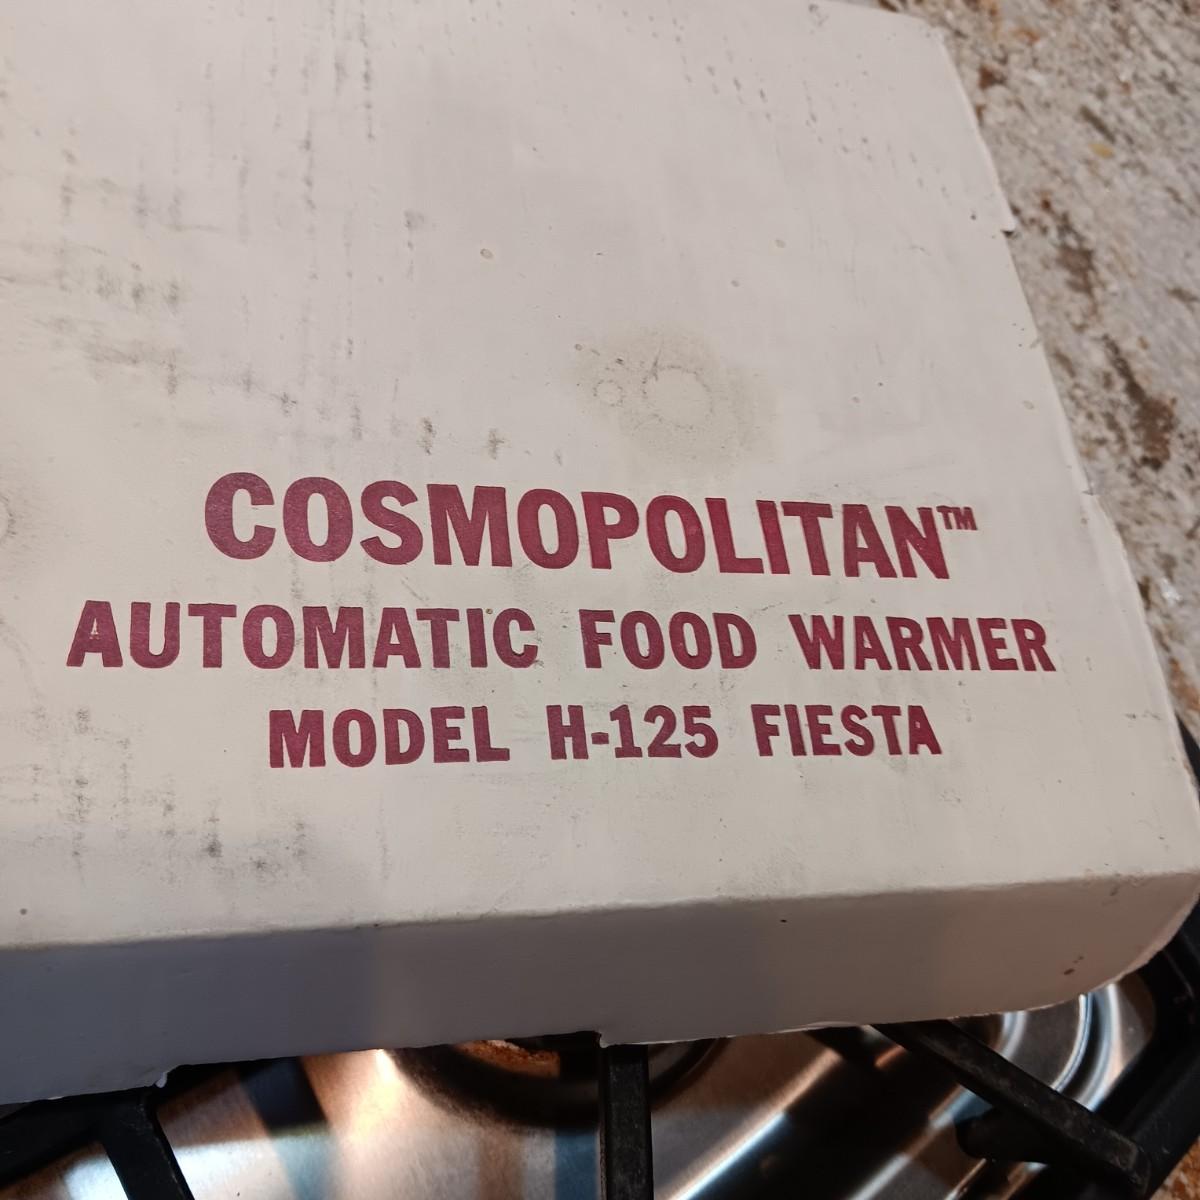 COSMOPOLITAN™
AUTOMATIC FOOD WARMER
MODEL H-125 FIESTA